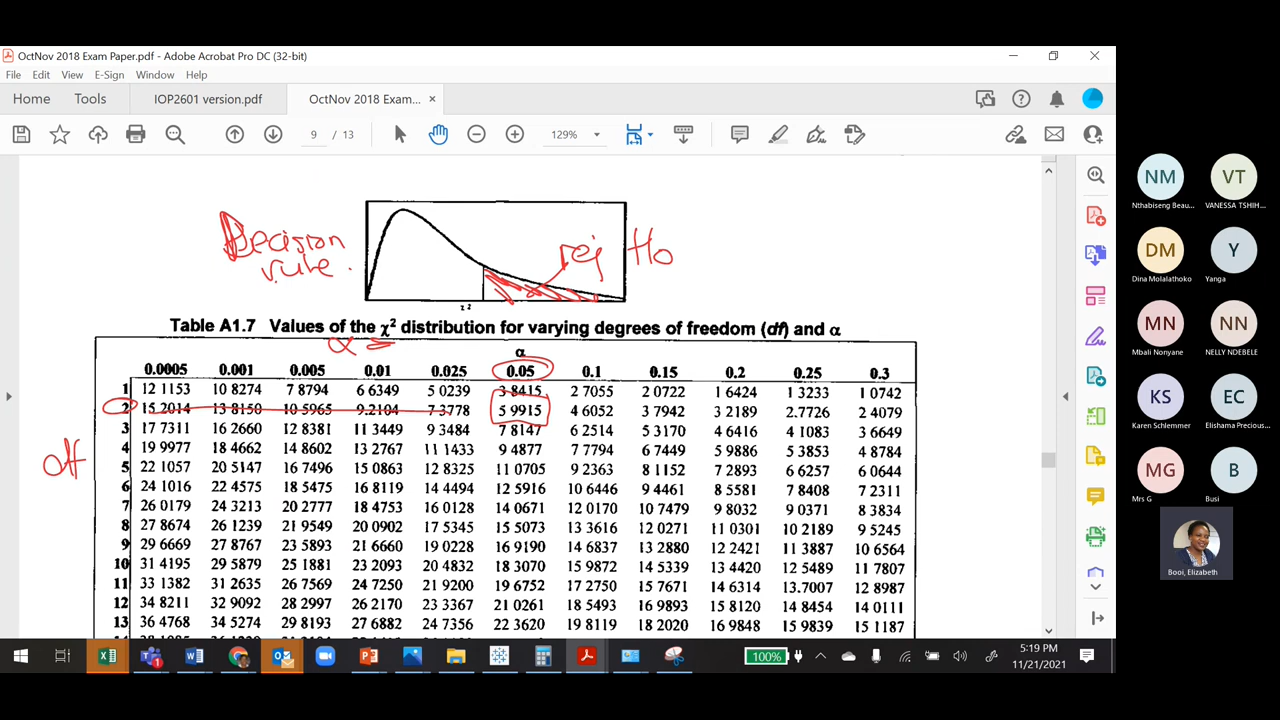 OctNov 2018 Exam Paper.pdf - Adobe Acrobat Pro DC (32-bit)
File Edit View E-Sign Window Help
Home Tools IOP2601 version.pdf OctNov 2018 Exam... ×
9 / 13 129%
Decision rule. rej Ho
χ²
Table A1.7 Values of the χ² distribution for varying degrees of freedom (df) and α
α =
α
0.0005 0.001 0.005 0.01 0.025 0.05 0.1 0.15 0.2 0.25 0.3
1 12 1153 10 8274 7 8794 6 6349 5 0239 3 8415 2 7055 2 0722 1 6424 1 3233 1 0742
2 15 2014 13 8150 10 5965 9 2104 7 3778 5 9915 4 6052 3 7942 3 2189 2.7726 2 4079
3 17 7311 16 2660 12 8381 11 3449 9 3484 7 8147 6 2514 5 3170 4 6416 4 1083 3 6649
df
4 19 9977 18 4662 14 8602 13 2767 11 1433 9 4877 7 7794 6 7449 5 9886 5 3853 4 8784
5 22 1057 20 5147 16 7496 15 0863 12 8325 11 0705 9 2363 8 1152 7 2893 6 6257 6 0644
6 24 1016 22 4575 18 5475 16 8119 14 4494 12 5916 10 6446 9 4461 8 5581 7 8408 7 2311
7 26 0179 24 3213 20 2777 18 4753 16 0128 14 0671 12 0170 10 7479 9 8032 9 0371 8 3834
8 27 8674 26 1239 21 9549 20 0902 17 5345 15 5073 13 3616 12 0271 11 0301 10 2189 9 5245
9 29 6669 27 8767 23 5893 21 6660 19 0228 16 9190 14 6837 13 2880 12 2421 11 3887 10 6564
10 31 4195 29 5879 25 1881 23 2093 20 4832 18 3070 15 9872 14 5339 13 4420 12 5489 11 7807
11 33 1382 31 2635 26 7569 24 7250 21 9200 19 6752 17 2750 15 7671 14 6314 13.7007 12 8987
12 34 8211 32 9092 28 2997 26 2170 23 3367 21 0261 18 5493 16 9893 15 8120 14 8454 14 0111
13 36 4768 34 5274 29 8193 27 6882 24 7356 22 3620 19 8119 18 2020 16 9848 15 9839 15 1187
100% 5:19 PM
11/21/2021
NM VT
Nthabiseng Beau... VANESSA TSHIH...
DM Y
Dina Molalathoko Yanga
MN NN
Mbali Nonyane NELLY NDEBELE
KS EC
Karen Schlemmer Elishama Precious...
MG B
Mrs G Busi
Booi, Elizabeth